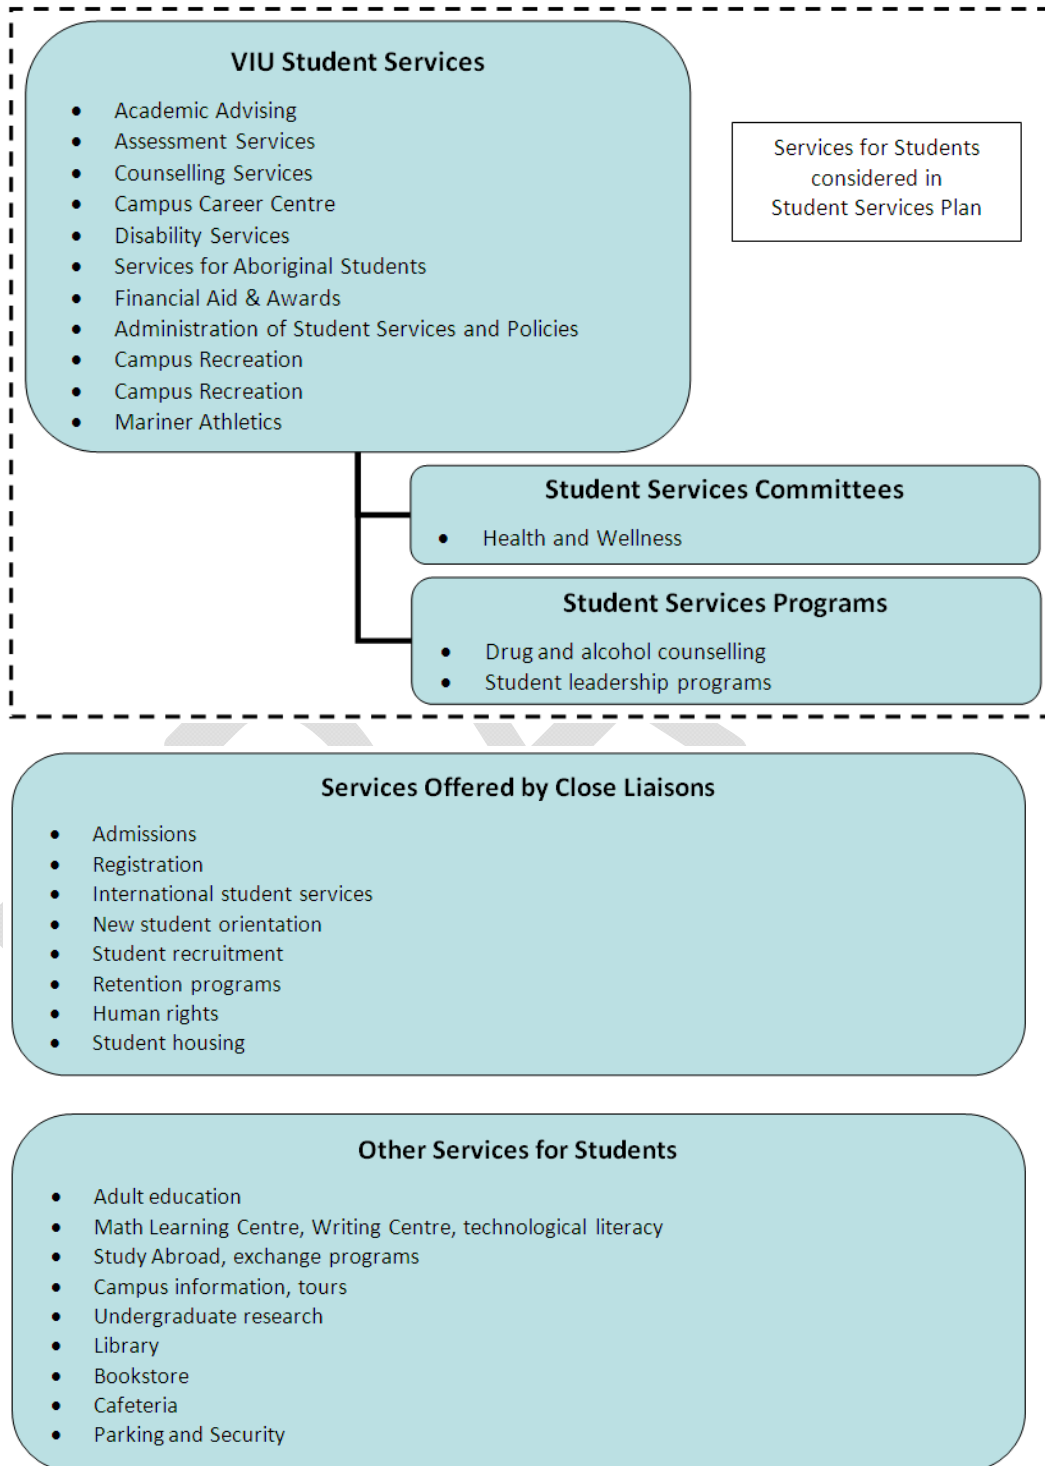 VIU Student Services
• Academic Advising
• Assessment Services
• Counselling Services
• Campus Career Centre
• Disability Services
• Services for Aboriginal Students
• Financial Aid & Awards
• Administration of Student Services and Policies
• Campus Recreation
• Campus Recreation
• Mariner Athletics
Services for Students
considered in
Student Services Plan
Student Services Committees
• Health and Wellness
Student Services Programs
• Drug and alcohol counselling
• Student leadership programs
Services Offered by Close Liaisons
• Admissions
• Registration
• International student services
• New student orientation
• Student recruitment
• Retention programs
• Human rights
• Student housing
Other Services for Students
• Adult education
• Math Learning Centre, Writing Centre, technological literacy
• Study Abroad, exchange programs
• Campus information, tours
• Undergraduate research
• Library
• Bookstore
• Cafeteria
• Parking and Security